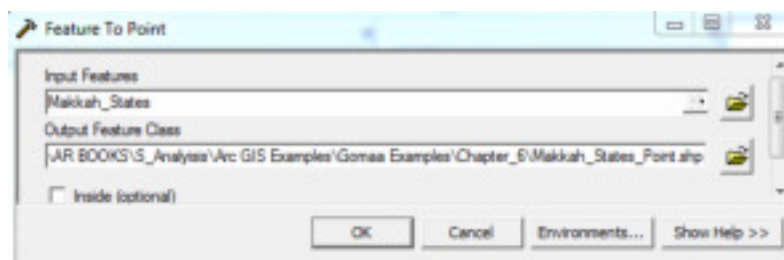 Feature To Point
Input Features
Makkah_States
Output Feature Class
\AR BOOKS\S_Analysis\Arc GIS Examples\Gomaa Examples\Chapter_6\Makkah_States_Point.shp
Inside (optional)
OK Cancel Environments... Show Help >>